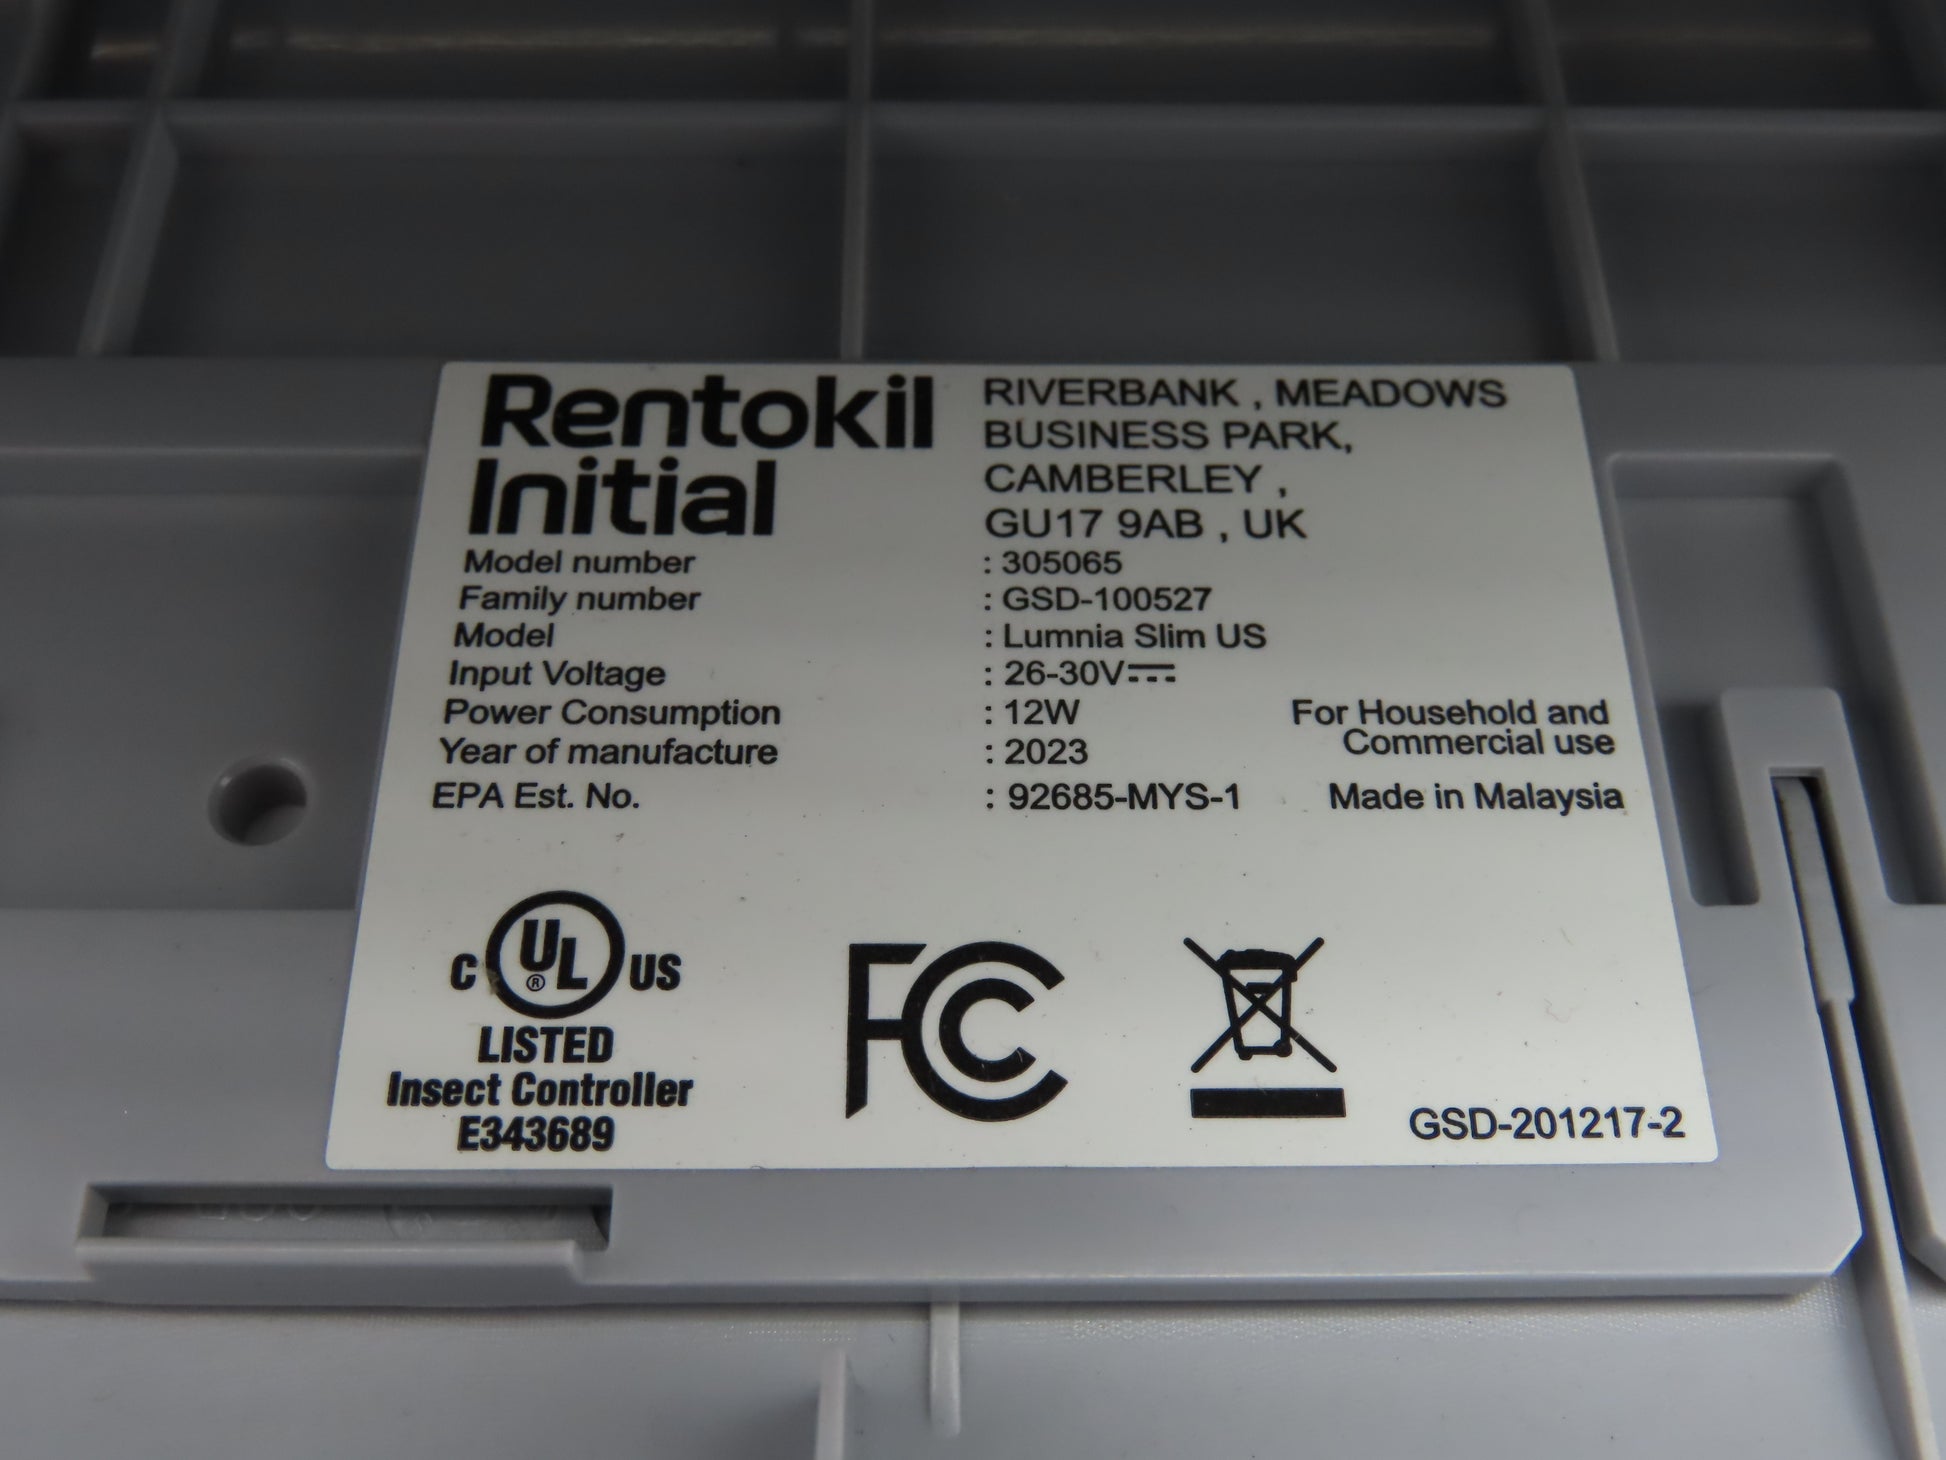 Rentokil
Initial
RIVERBANK , MEADOWS
BUSINESS PARK,
CAMBERLEY ,
GU17 9AB , UK
Model number : 305065
Family number : GSD-100527
Model : Lumnia Slim US
Input Voltage : 26-30V⎓
Power Consumption : 12W
Year of manufacture : 2023
EPA Est. No. : 92685-MYS-1
For Household and
Commercial use
Made in Malaysia
C UL® US
LISTED
Insect Controller
E343689
FC
GSD-201217-2